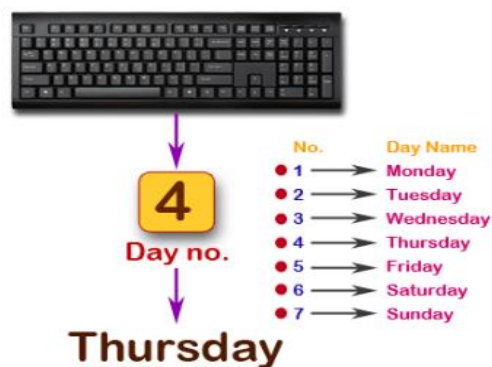 No. Day Name
1 Monday
2 Tuesday
3 Wednesday
4 Thursday
5 Friday
6 Saturday
7 Sunday
4
Day no.
Thursday